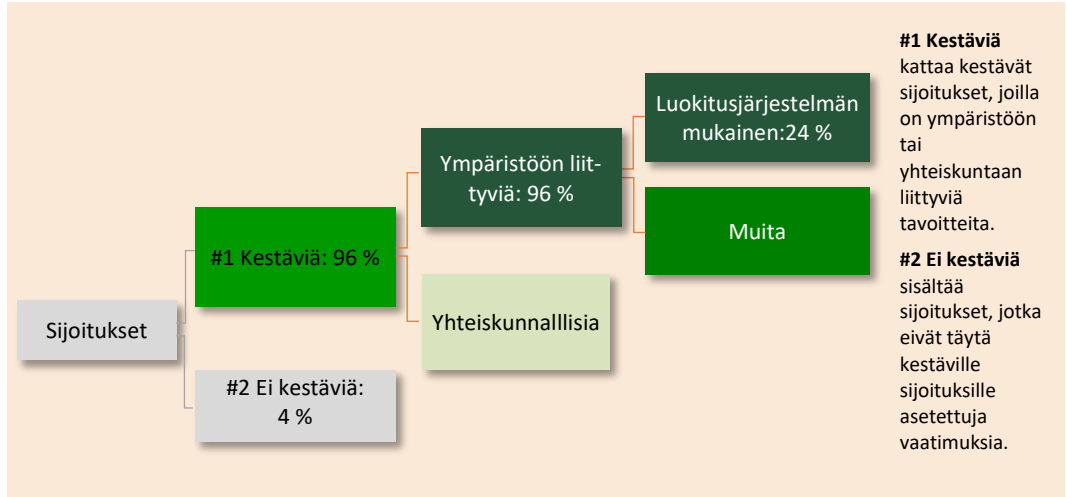 Sijoitukset
#1 Kestäviä: 96 %
#2 Ei kestäviä:
4 %
Ympäristöön liit-
tyviä: 96 %
Yhteiskunnalllisia
Luokitusjärjestelmän
mukainen:24 %
Muita
#1 Kestäviä
kattaa kestävät
sijoitukset, joilla
on ympäristöön
tai
yhteiskuntaan
liittyviä
tavoitteita.
#2 Ei kestäviä
sisältää
sijoitukset, jotka
eivät täytä
kestäville
sijoituksille
asetettuja
vaatimuksia.